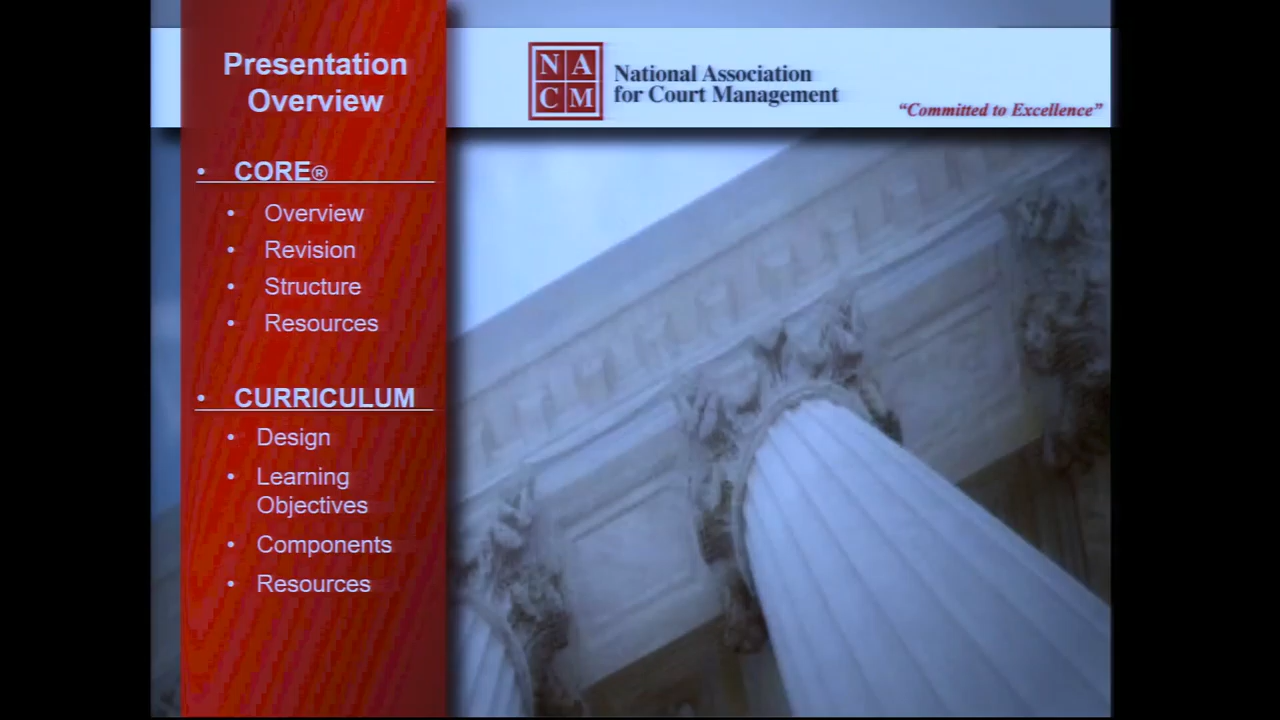 Presentation
Overview
N A
C M
National Association
for Court Management
“Committed to Excellence”
• CORE®
• Overview
• Revision
• Structure
• Resources
• CURRICULUM
• Design
• Learning
Objectives
• Components
• Resources